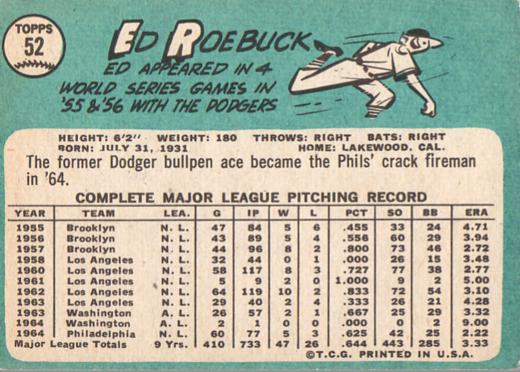 TOPPS
52
ED ROEBUCK
ED APPEARED IN 4
WORLD SERIES GAMES IN
'55 & '56 WITH THE DODGERS
HEIGHT: 6'2" WEIGHT: 180 THROWS: RIGHT BATS: RIGHT
BORN: JULY 31, 1931 HOME: LAKEWOOD, CAL.
The former Dodger bullpen ace became the Phils' crack fireman
in '64.
COMPLETE MAJOR LEAGUE PITCHING RECORD
YEAR TEAM LEA. G IP W L PCT SO BB ERA
1955 Brooklyn N. L. 47 84 5 6 .455 33 24 4.71
1956 Brooklyn N. L. 43 89 5 4 .556 60 29 3.94
1957 Brooklyn N. L. 44 96 8 2 .800 73 46 2.72
1958 Los Angeles N. L. 32 44 0 1 .000 26 15 3.48
1960 Los Angeles N. L. 58 117 8 3 .727 77 38 2.77
1961 Los Angeles N. L. 5 9 2 0 1.000 9 2 5.00
1962 Los Angeles N. L. 64 119 10 2 .833 72 54 3.10
1963 Los Angeles N. L. 29 40 2 4 .333 26 21 4.28
1963 Washington A. L. 26 57 2 1 .667 25 29 3.32
1964 Washington A. L. 2 1 0 0 .000 0 2 9.00
1964 Philadelphia N. L. 60 77 5 3 .625 42 25 2.22
Major League Totals 9 Yrs. 410 733 47 26 .644 443 285 3.33
©T.C.G. PRINTED IN U.S.A.